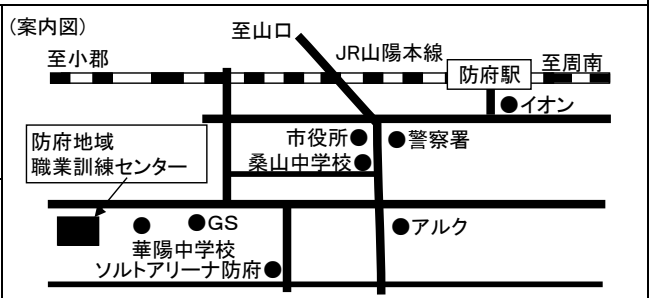 (案内図)
至山口
至小郡
JR山陽本線
防府駅
至周南
●イオン
市役所●
●警察署
桑山中学校●
防府地域
職業訓練センター
●GS
●アルク
華陽中学校
ソルトアリーナ防府●